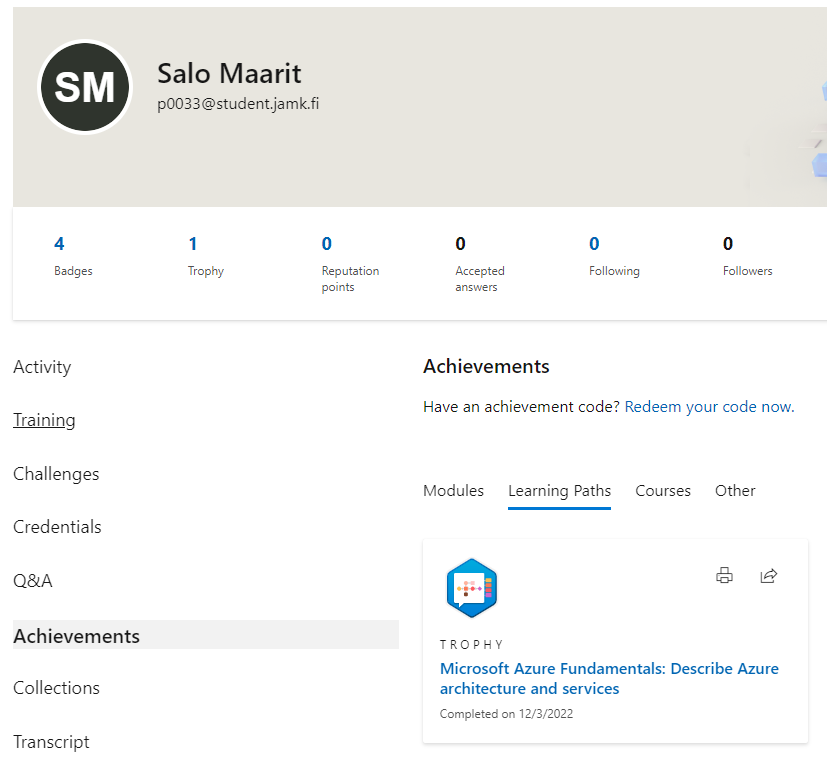 SM
Salo Maarit
p0033@student.jamk.fi
4
Badges
1
Trophy
0
Reputation
points
0
Accepted
answers
0
Following
0
Followers
Activity
Training
Challenges
Credentials
Q&A
Achievements
Collections
Transcript
Achievements
Have an achievement code? Redeem your code now.
Modules Learning Paths Courses Other
TROPHY
Microsoft Azure Fundamentals: Describe Azure
architecture and services
Completed on 12/3/2022